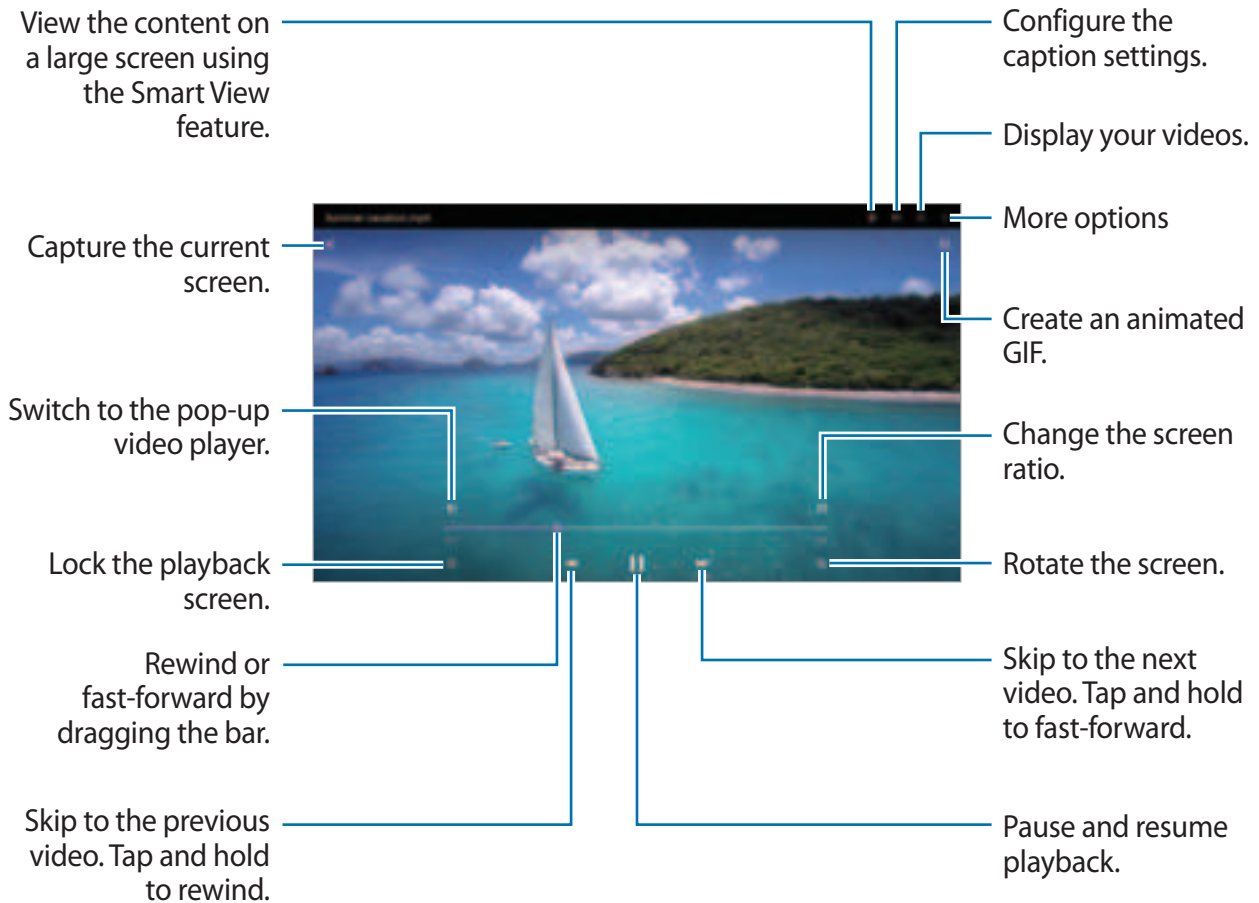 View the content on
a large screen using
the Smart View
feature.
Configure the
caption settings.
Display your videos.
More options
Capture the current
screen.
Create an animated
GIF.
Switch to the pop-up
video player.
Change the screen
ratio.
Lock the playback
screen.
Rotate the screen.
Rewind or
fast-forward by
dragging the bar.
Skip to the next
video. Tap and hold
to fast-forward.
Skip to the previous
video. Tap and hold
to rewind.
Pause and resume
playback.